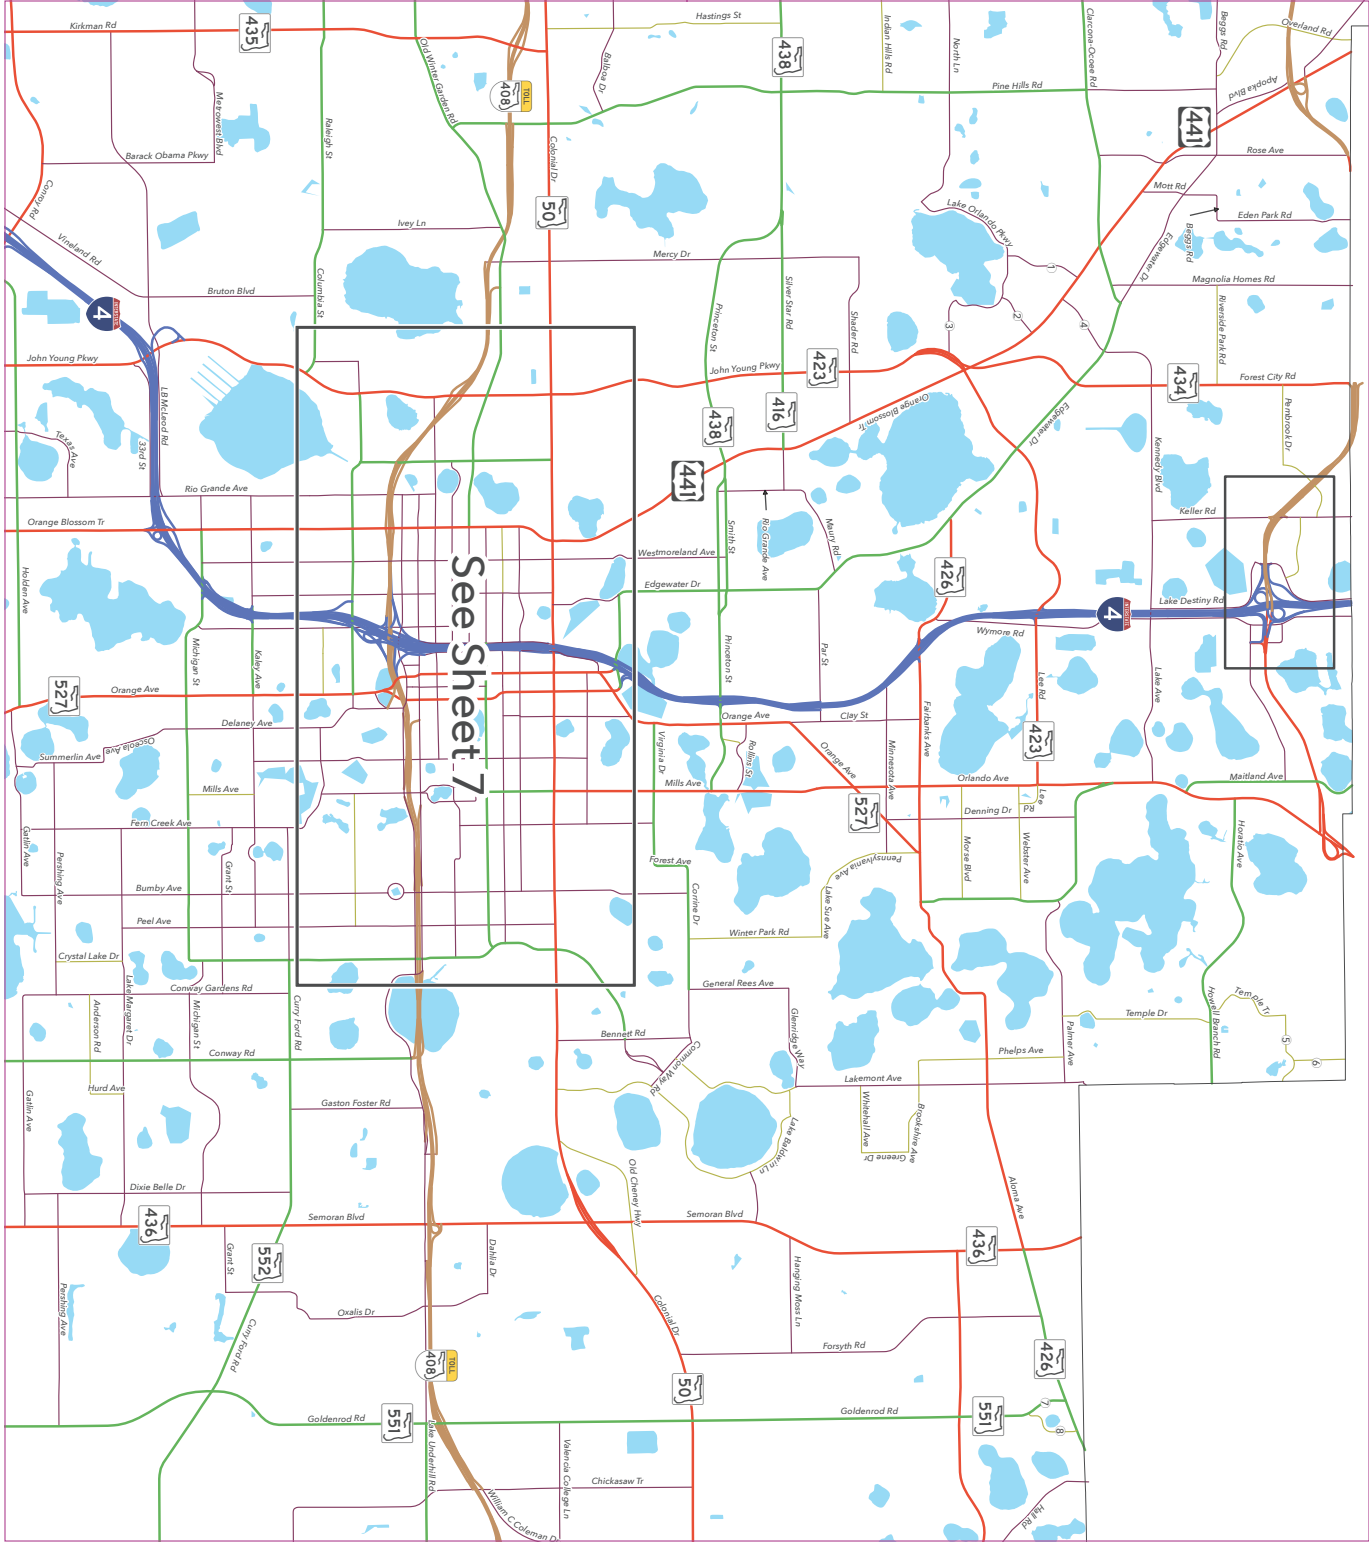 Kirkman Rd
435
Old Winter Garden Rd
408
TOLL
Hastings St
438
Balboa Dr
Indian Hills Rd
North Ln
Clarcona-Ocoee Rd
Beggs Rd
Overland Rd
Apopka Blvd
Pine Hills Rd
Metrowest Blvd
Raleigh St
Colonial Dr
441
Barack Obama Pkwy
Rose Ave
Conroy Rd
Mott Rd
50
Lake Orlando Pkwy
Eden Park Rd
Ivey Ln
Beggs Rd
Edgewater Dr
Vineland Rd
Mercy Dr
1
Columbia St
Silver Star Rd
Magnolia Homes Rd
Bruton Blvd
4
Princeton St
Shader Rd
3
2
4
Riverside Park Rd
John Young Pkwy
John Young Pkwy
423
434
Forest City Rd
LB McLeod Rd
438
416
Orange Blossom Tr
Edgewater Dr
Pembrook Dr
Texas Ave
33rd St
Kennedy Blvd
441
Rio Grande Ave
Keller Rd
Orange Blossom Tr
Smith St
Rio Grande Ave
Maury Rd
Westmoreland Ave
See Sheet 7
Holden Ave
Edgewater Dr
426
Lake Destiny Rd
4
Michigan St
Kaley Ave
Princeton St
Par St
Wymore Rd
527
Orange Ave
Lee Rd
Lake Ave
Delaney Ave
Orange Ave
Clay St
Fairbanks Ave
423
Summerlin Ave
Osceola Ave
Virginia Dr
Rollins St
Orange Ave
Minnesota Ave
Mills Ave
Mills Ave
Orlando Ave
Maitland Ave
Lee Rd
527
Denning Dr
Fern Creek Ave
Gatlin Ave
Pershing Ave
Grant St
Forest Ave
Pennsylvania Ave
Morse Blvd
Webster Ave
Horatio Ave
Bumby Ave
Corrine Dr
Lake Sue Ave
Peel Ave
Winter Park Rd
Crystal Lake Dr
Conway Gardens Rd
General Rees Ave
Temple Tr
Anderson Rd
Lake Margaret Dr
Michigan St
Curry Ford Rd
Glenridge Way
Palmer Ave
Temple Dr
Howell Branch Rd
Bennett Rd
5
6
Conway Rd
Common Way Rd
Phelps Ave
Hurd Ave
Lakemont Ave
Gatlin Ave
Gaston Foster Rd
Whitehall Ave
Brookshire Ave
Lake Baldwin Ln
Greene Dr
Dixie Belle Dr
Old Cheney Hwy
Aloma Ave
436
Semoran Blvd
Semoran Blvd
436
Grant St
552
Dahlia Dr
Hanging Moss Ln
Pershing Ave
Oxalis Dr
Colonial Dr
Curry Ford Rd
Forsyth Rd
408
TOLL
426
50
Goldenrod Rd
551
Goldenrod Rd
551
7
8
Lake Underhill Rd
Valencia College Ln
Chickasaw Tr
William C Coleman Dr
Hall Rd